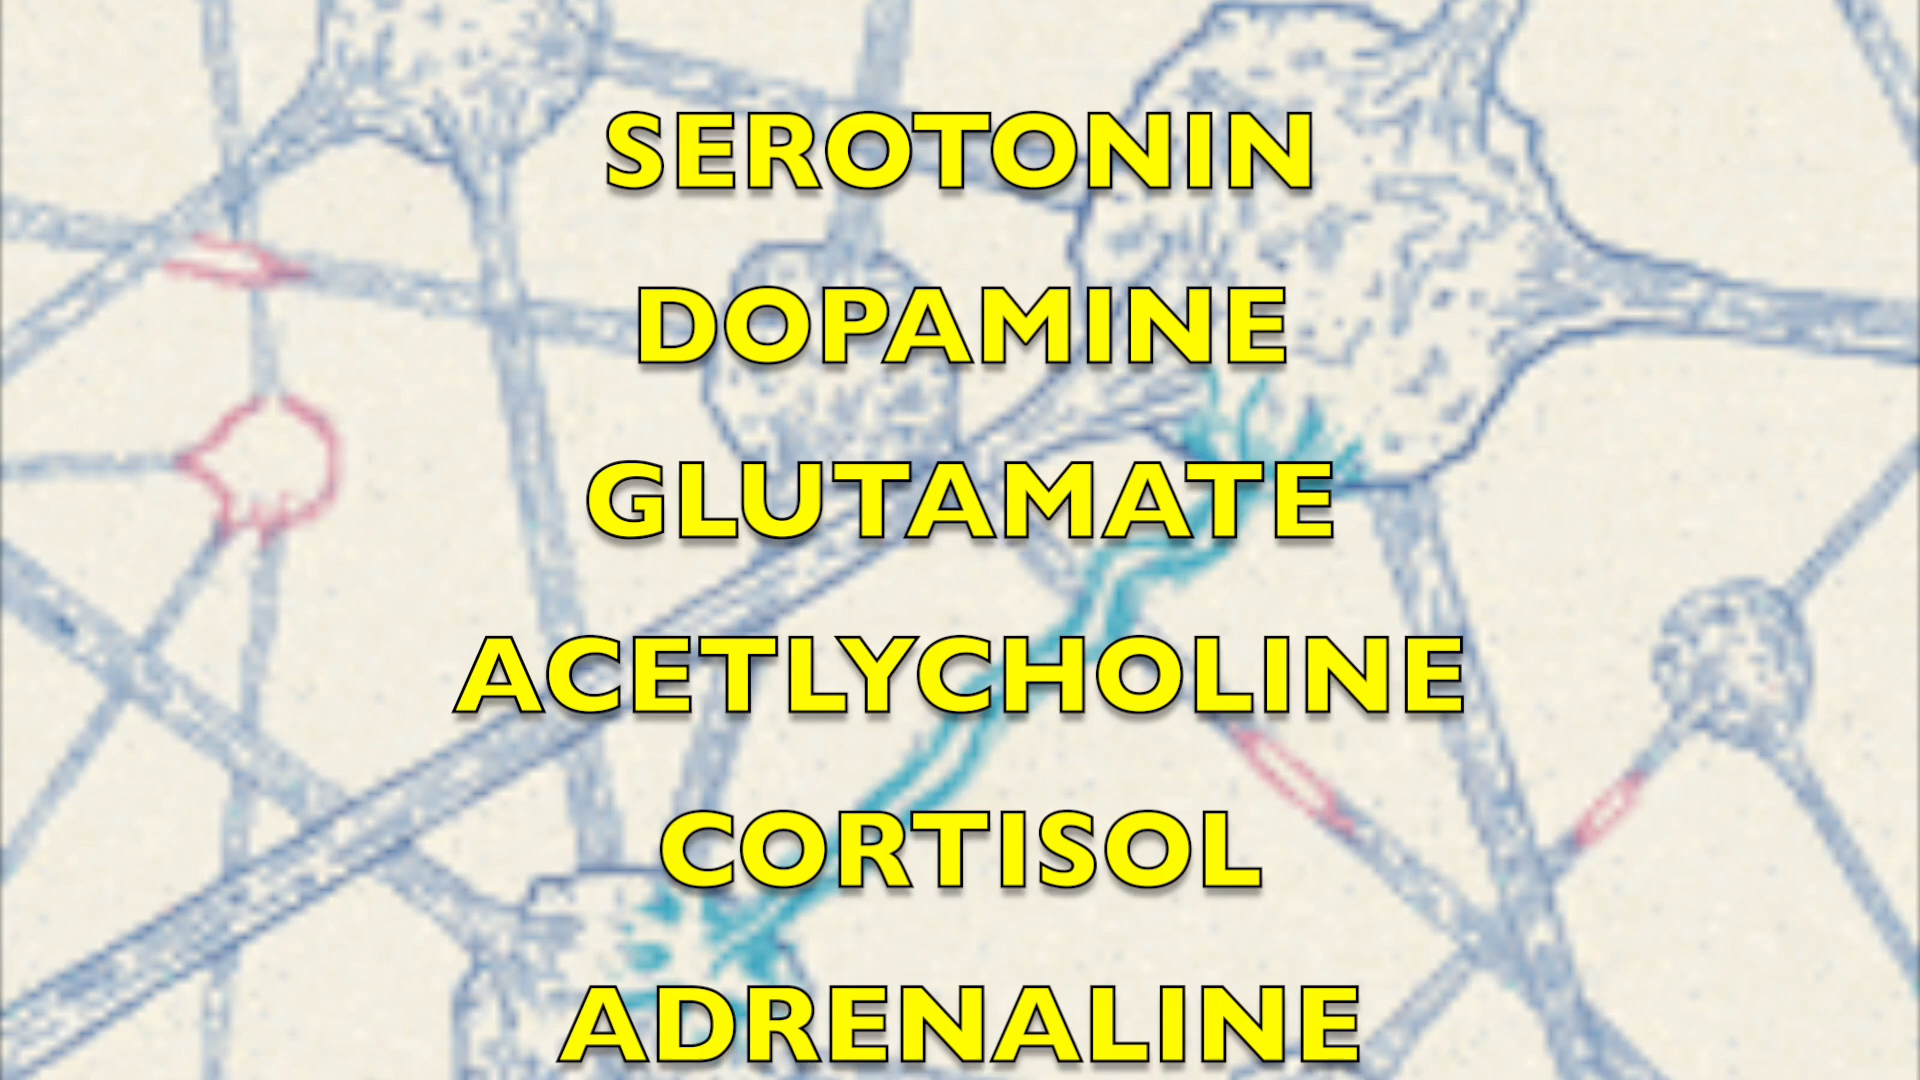 SEROTONIN
DOPAMINE
GLUTAMATE
ACETLYCHOLINE
CORTISOL
ADRENALINE